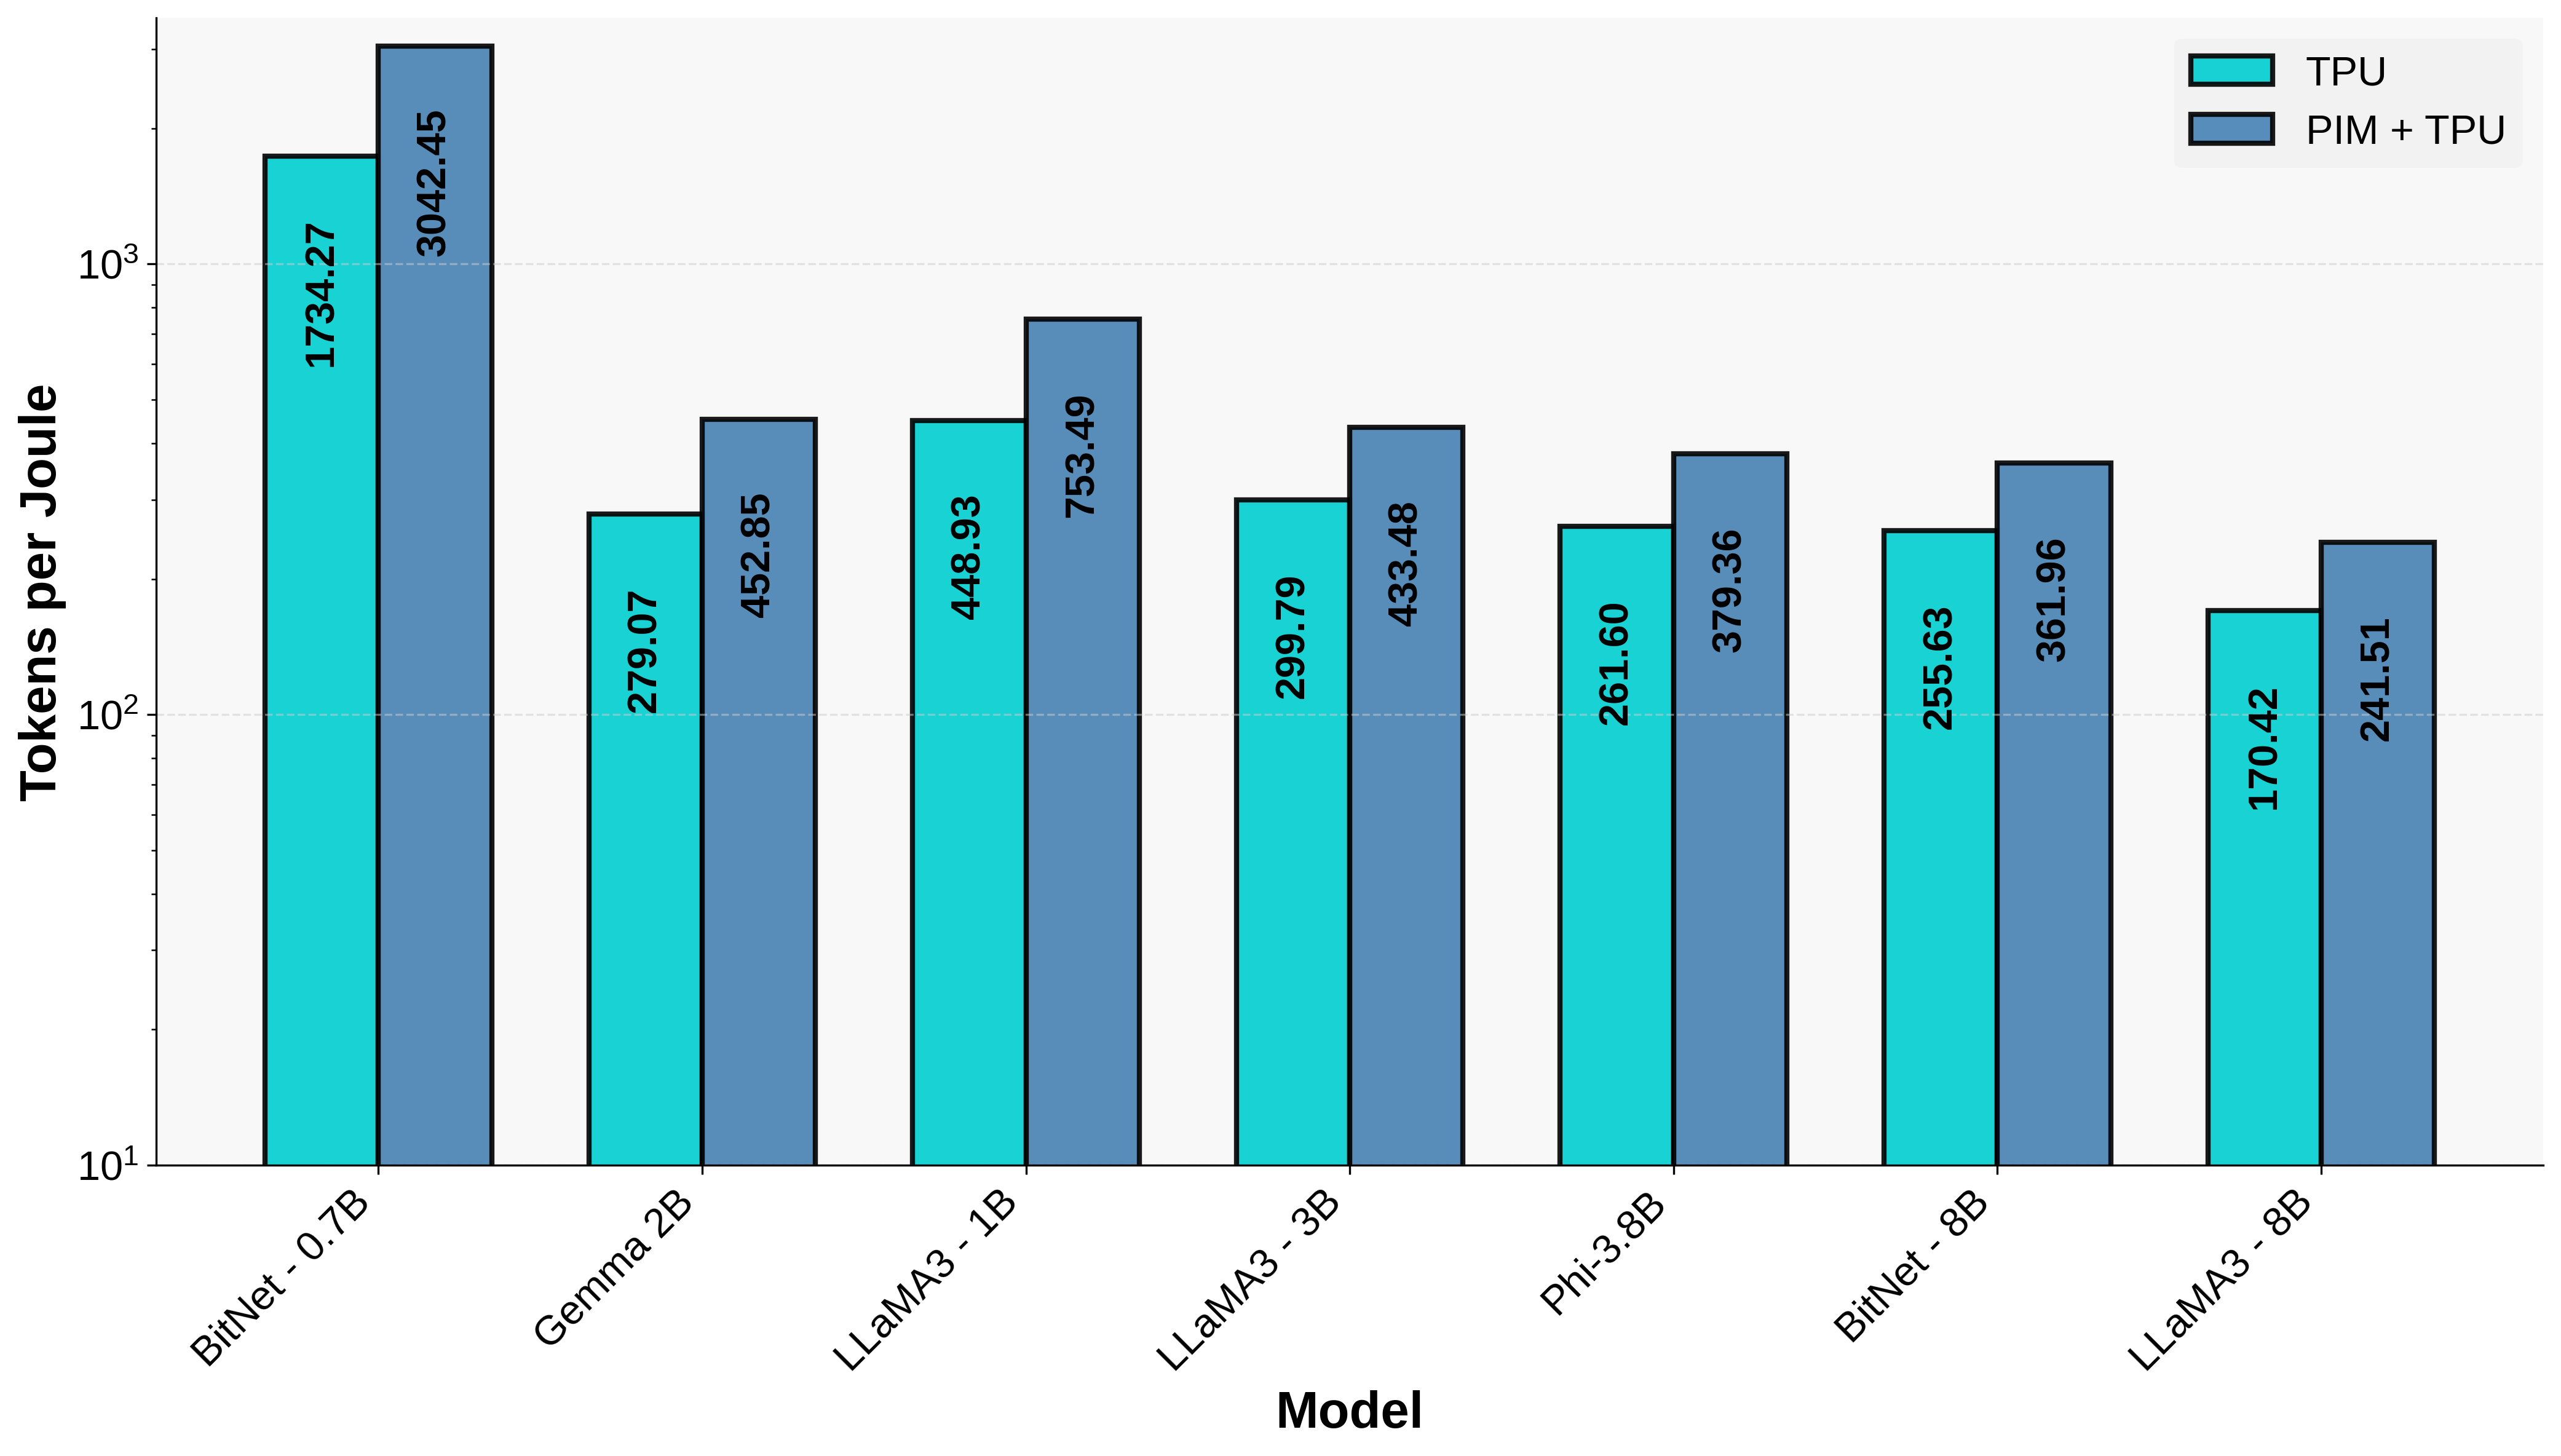 TPU
PIM + TPU
Tokens per Joule
10³
10²
10¹
1734.27
3042.45
279.07
452.85
448.93
753.49
299.79
433.48
261.60
379.36
255.63
361.96
170.42
241.51
BitNet - 0.7B
Gemma 2B
LLaMA3 - 1B
LLaMA3 - 3B
Phi-3.8B
BitNet - 8B
LLaMA3 - 8B
Model